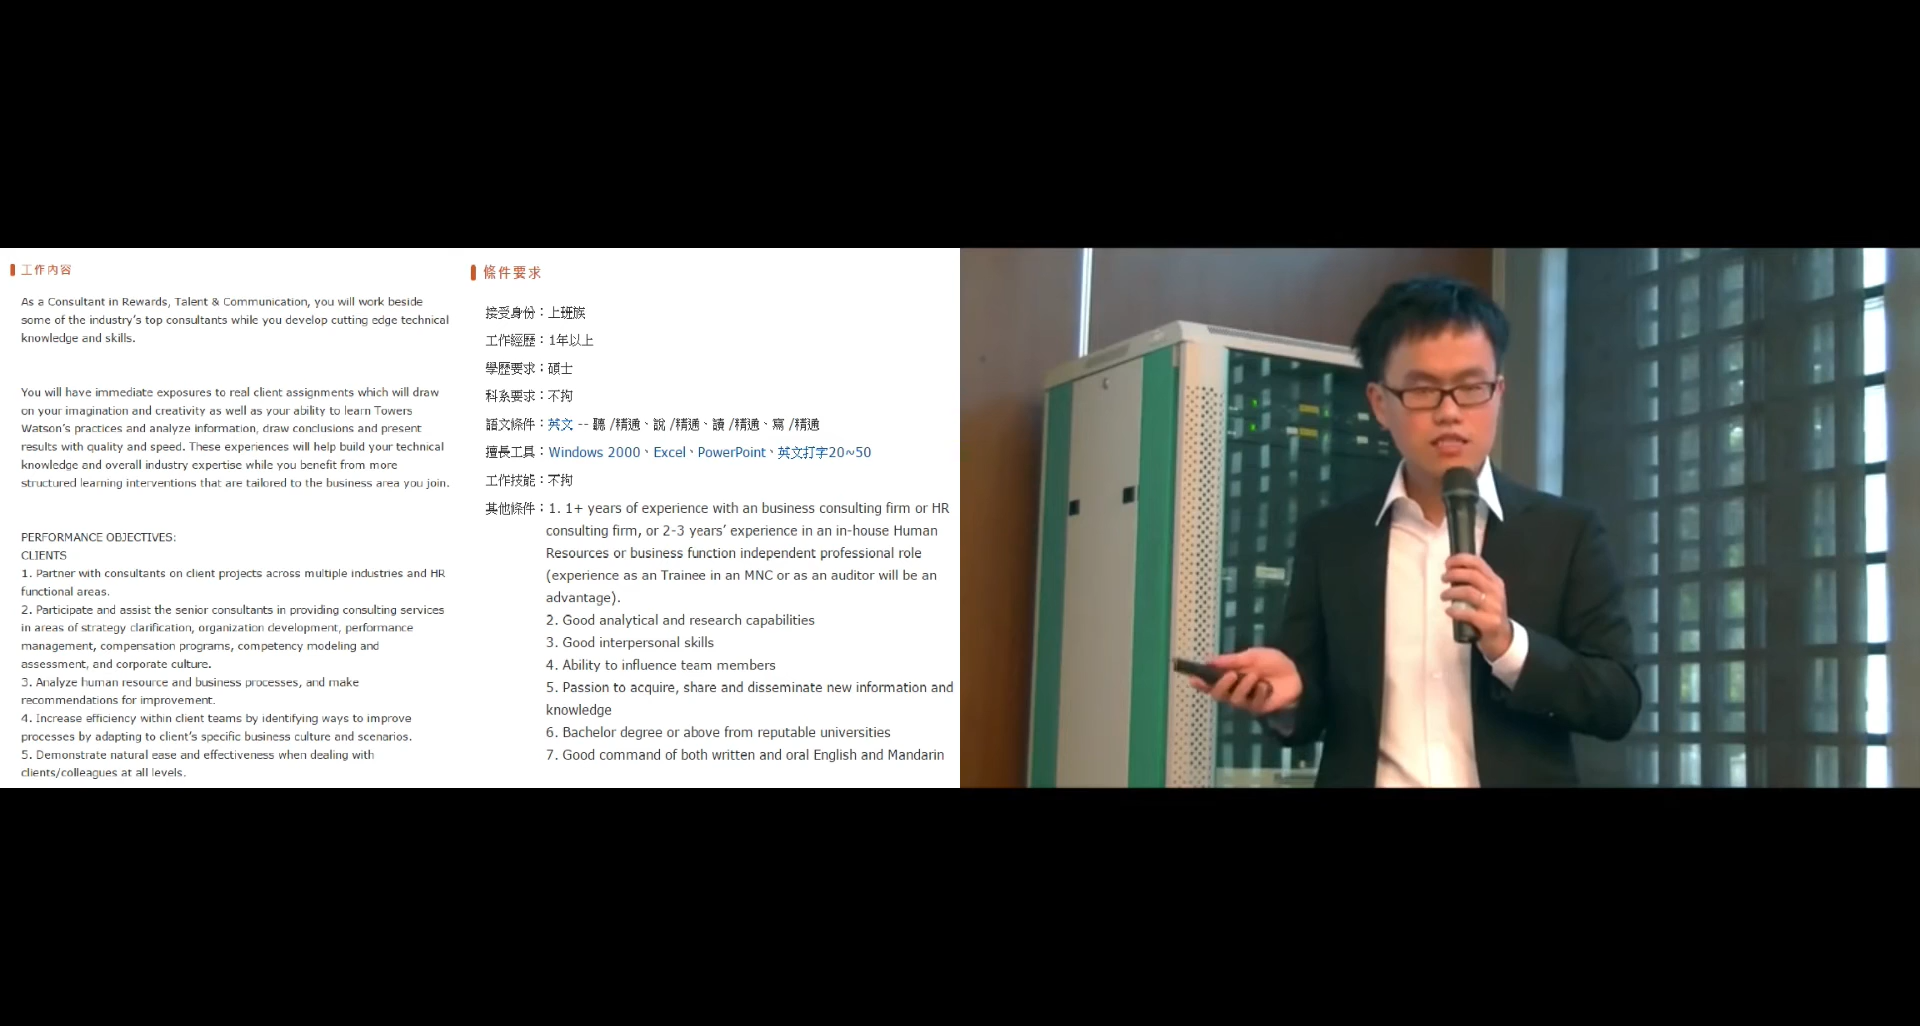 工作內容
As a Consultant in Rewards, Talent & Communication, you will work beside
some of the industry's top consultants while you develop cutting edge technical
knowledge and skills.
You will have immediate exposures to real client assignments which will draw
on your imagination and creativity as well as your ability to learn Towers
Watson's practices and analyze information, draw conclusions and present
results with quality and speed. These experiences will help build your technical
knowledge and overall industry expertise while you benefit from more
structured learning interventions that are tailored to the business area you join.
PERFORMANCE OBJECTIVES:
CLIENTS
1. Partner with consultants on client projects across multiple industries and HR
functional areas.
2. Participate and assist the senior consultants in providing consulting services
in areas of strategy clarification, organization development, performance
management, compensation programs, competency modeling and
assessment, and corporate culture.
3. Analyze human resource and business processes, and make
recommendations for improvement.
4. Increase efficiency within client teams by identifying ways to improve
processes by adapting to client's specific business culture and scenarios.
5. Demonstrate natural ease and effectiveness when dealing with
clients/colleagues at all levels.
條件要求
接受身份：上班族
工作經歷：1年以上
學歷要求：碩士
科系要求：不拘
語文條件：英文 -- 聽 /精通、說 /精通、讀 /精通、寫 /精通
擅長工具：Windows 2000、Excel、PowerPoint、英文打字20~50
工作技能：不拘
其他條件：1. 1+ years of experience with an business consulting firm or HR
consulting firm, or 2-3 years' experience in an in-house Human
Resources or business function independent professional role
(experience as an Trainee in an MNC or as an auditor will be an
advantage).
2. Good analytical and research capabilities
3. Good interpersonal skills
4. Ability to influence team members
5. Passion to acquire, share and disseminate new information and
knowledge
6. Bachelor degree or above from reputable universities
7. Good command of both written and oral English and Mandarin